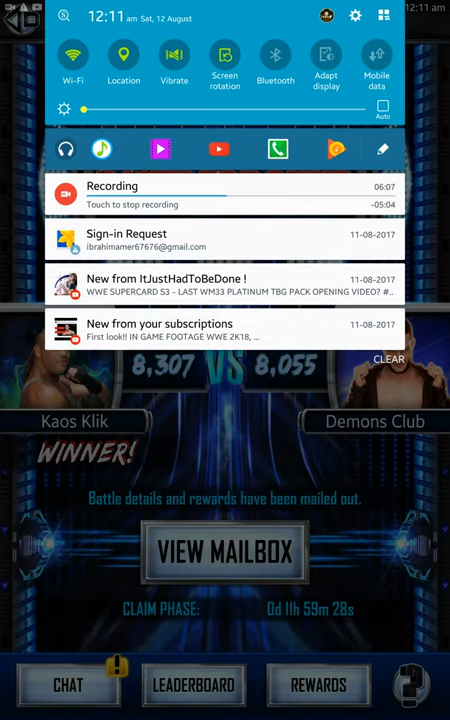 12:11 am Sat, 12 August
12:11 am
Wi-Fi
Location
Vibrate
Screen rotation
Bluetooth
Adapt display
Mobile data
Auto
Recording 06:07
Touch to stop recording -05:04
Sign-in Request 11-08-2017
ibrahimamer67676@gmail.com
New from ItJustHadToBeDone ! 11-08-2017
WWE SUPERCARD S3 - LAST WM33 PLATINUM TBG PACK OPENING VIDEO? #..
New from your subscriptions 11-08-2017
First look!! IN GAME FOOTAGE WWE 2K18, ...
CLEAR
8,307 VS 8,055
Kaos Klik Demons Club
WINNER!
Battle details and rewards have been mailed out.
VIEW MAILBOX
CLAIM PHASE: 0d 11h 59m 28s
CHAT ! LEADERBOARD REWARDS ?